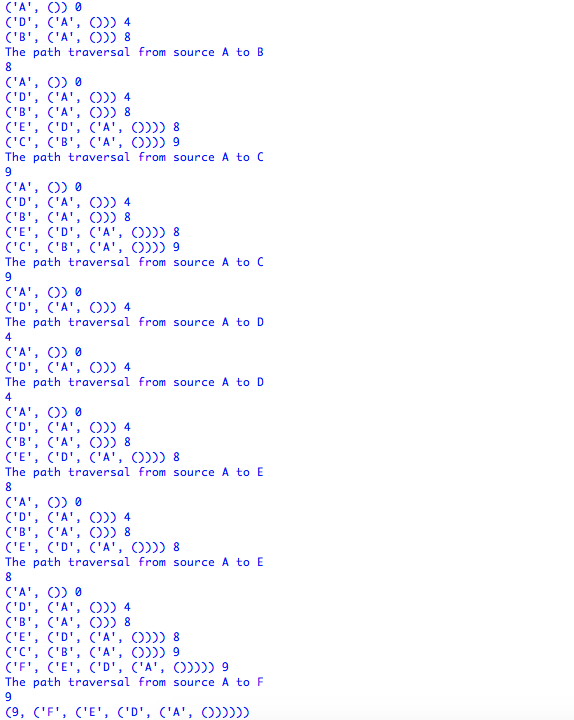 ('A', ()) 0
('D', ('A', ())) 4
('B', ('A', ())) 8
The path traversal from source A to B
8
('A', ()) 0
('D', ('A', ())) 4
('B', ('A', ())) 8
('E', ('D', ('A', ()))) 8
('C', ('B', ('A', ()))) 9
The path traversal from source A to C
9
('A', ()) 0
('D', ('A', ())) 4
('B', ('A', ())) 8
('E', ('D', ('A', ()))) 8
('C', ('B', ('A', ()))) 9
The path traversal from source A to C
9
('A', ()) 0
('D', ('A', ())) 4
The path traversal from source A to D
4
('A', ()) 0
('D', ('A', ())) 4
The path traversal from source A to D
4
('A', ()) 0
('D', ('A', ())) 4
('B', ('A', ())) 8
('E', ('D', ('A', ()))) 8
The path traversal from source A to E
8
('A', ()) 0
('D', ('A', ())) 4
('B', ('A', ())) 8
('E', ('D', ('A', ()))) 8
The path traversal from source A to E
8
('A', ()) 0
('D', ('A', ())) 4
('B', ('A', ())) 8
('E', ('D', ('A', ()))) 8
('C', ('B', ('A', ()))) 9
('F', ('E', ('D', ('A', ())))) 9
The path traversal from source A to F
9
(9, ('F', ('E', ('D', ('A', ())))))